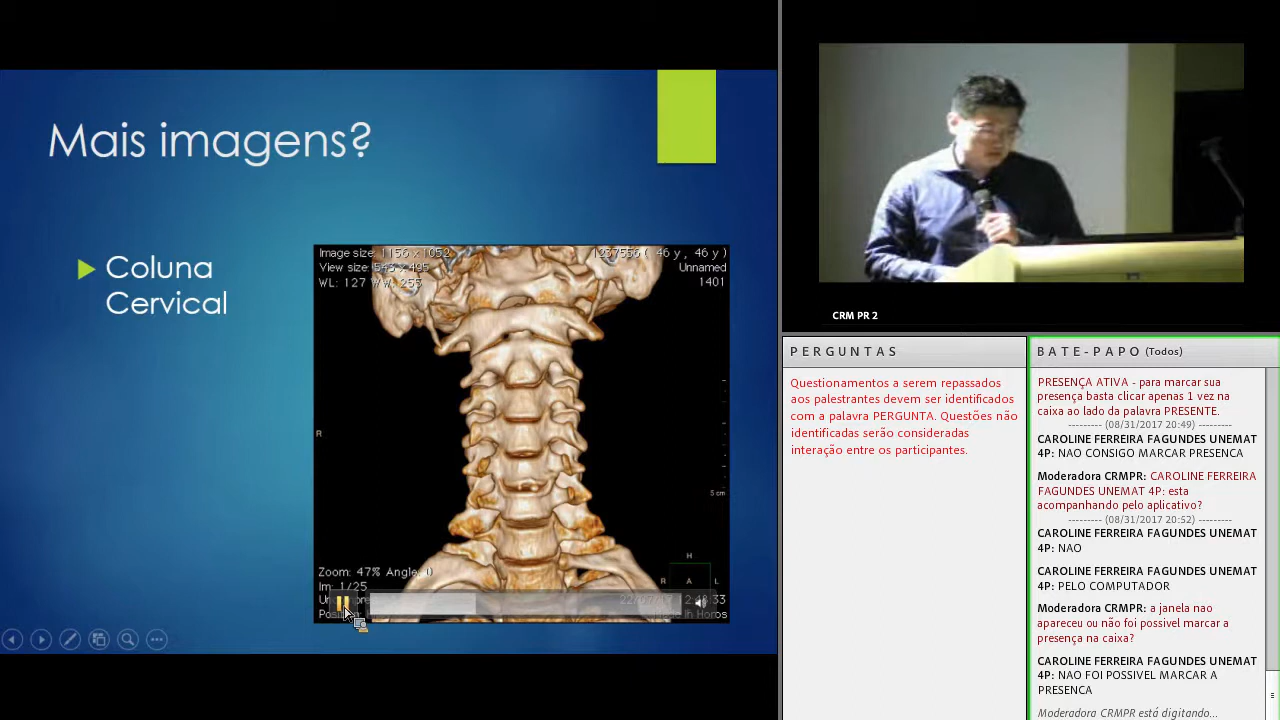 Mais imagens?
Coluna
Cervical
Image size: 1156 x 1052
View size: 543 x 495
WL: 127 WW: 255
1237556 ( 46 y , 46 y )
Unnamed
1401
R
5 cm
H
R A L
Zoom: 47% Angle: 0
Im: 1/25
CRM PR 2
PERGUNTAS
Questionamentos a serem repassados
aos palestrantes devem ser identificados
com a palavra PERGUNTA. Questões não
identificadas serão consideradas
interação entre os participantes.
BATE-PAPO (Todos)
PRESENÇA ATIVA - para marcar sua
presença basta clicar apenas 1 vez na
caixa ao lado da palavra PRESENTE.
--------- (08/31/2017 20:49) ---------
CAROLINE FERREIRA FAGUNDES UNEMAT
4P: NAO CONSIGO MARCAR PRESENCA
Moderadora CRMPR: CAROLINE FERREIRA
FAGUNDES UNEMAT 4P: esta
acompanhando pelo aplicativo?
--------- (08/31/2017 20:52) ---------
CAROLINE FERREIRA FAGUNDES UNEMAT
4P: NAO
CAROLINE FERREIRA FAGUNDES UNEMAT
4P: PELO COMPUTADOR
Moderadora CRMPR: a janela nao
apareceu ou não foi possivel marcar a
presença na caixa?
CAROLINE FERREIRA FAGUNDES UNEMAT
4P: NAO FOI POSSIVEL MARCAR A
PRESENCA
Moderadora CRMPR está digitando...